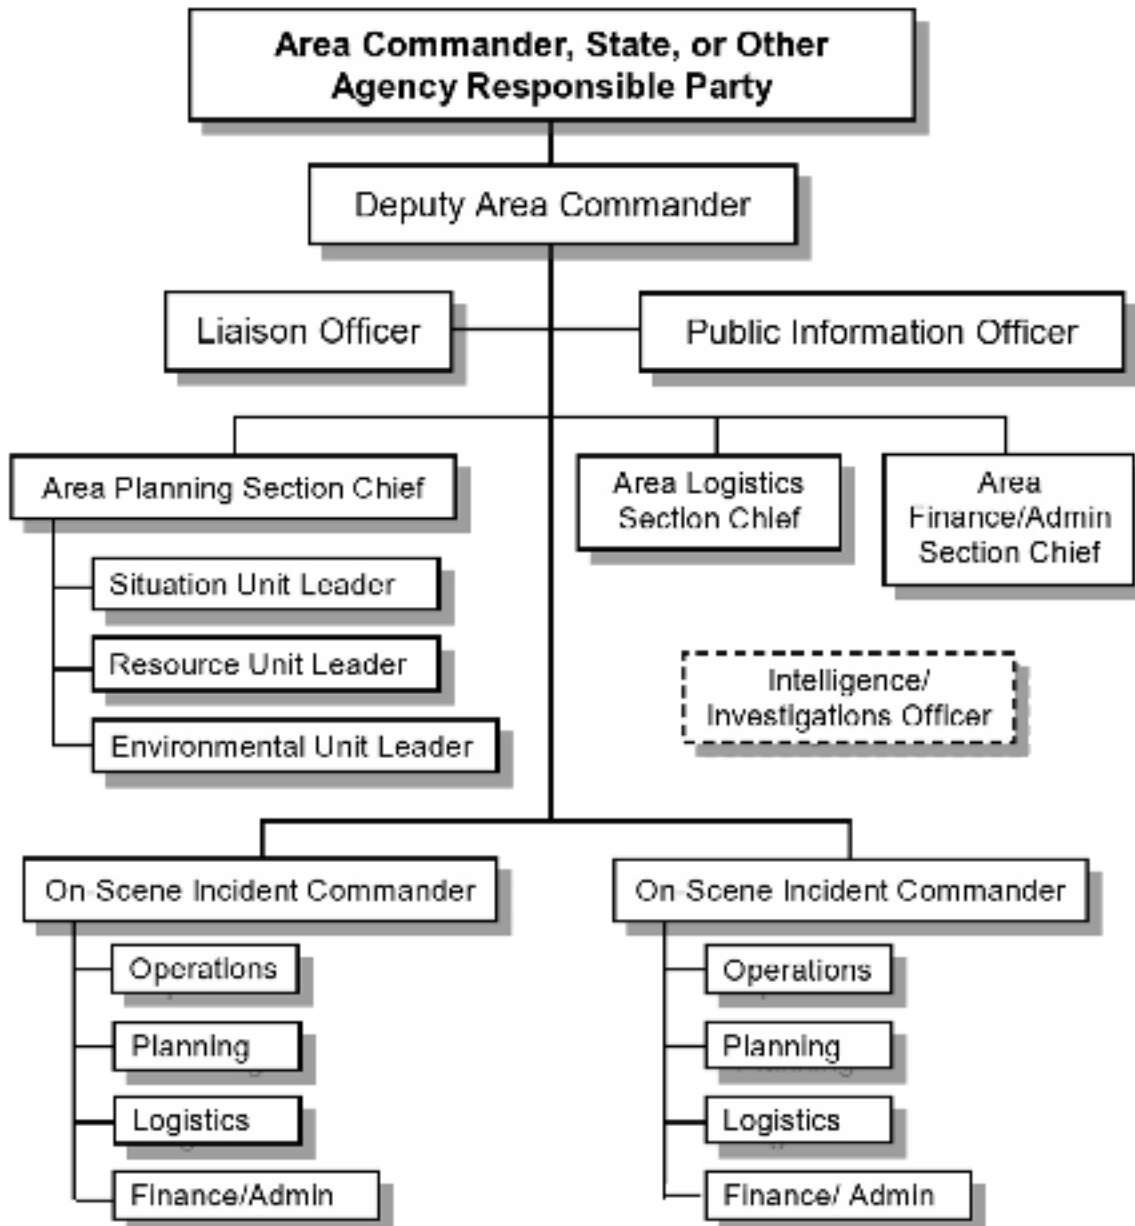 Area Commander, State, or Other
Agency Responsible Party
Deputy Area Commander
Liaison Officer
Public Information Officer
Area Planning Section Chief
Area Logistics
Section Chief
Area
Finance/Admin
Section Chief
Situation Unit Leader
Resource Unit Leader
Environmental Unit Leader
Intelligence/
Investigations Officer
On-Scene Incident Commander
Operations
Planning
Logistics
Finance/Admin
On-Scene Incident Commander
Operations
Planning
Logistics
Finance/ Admin